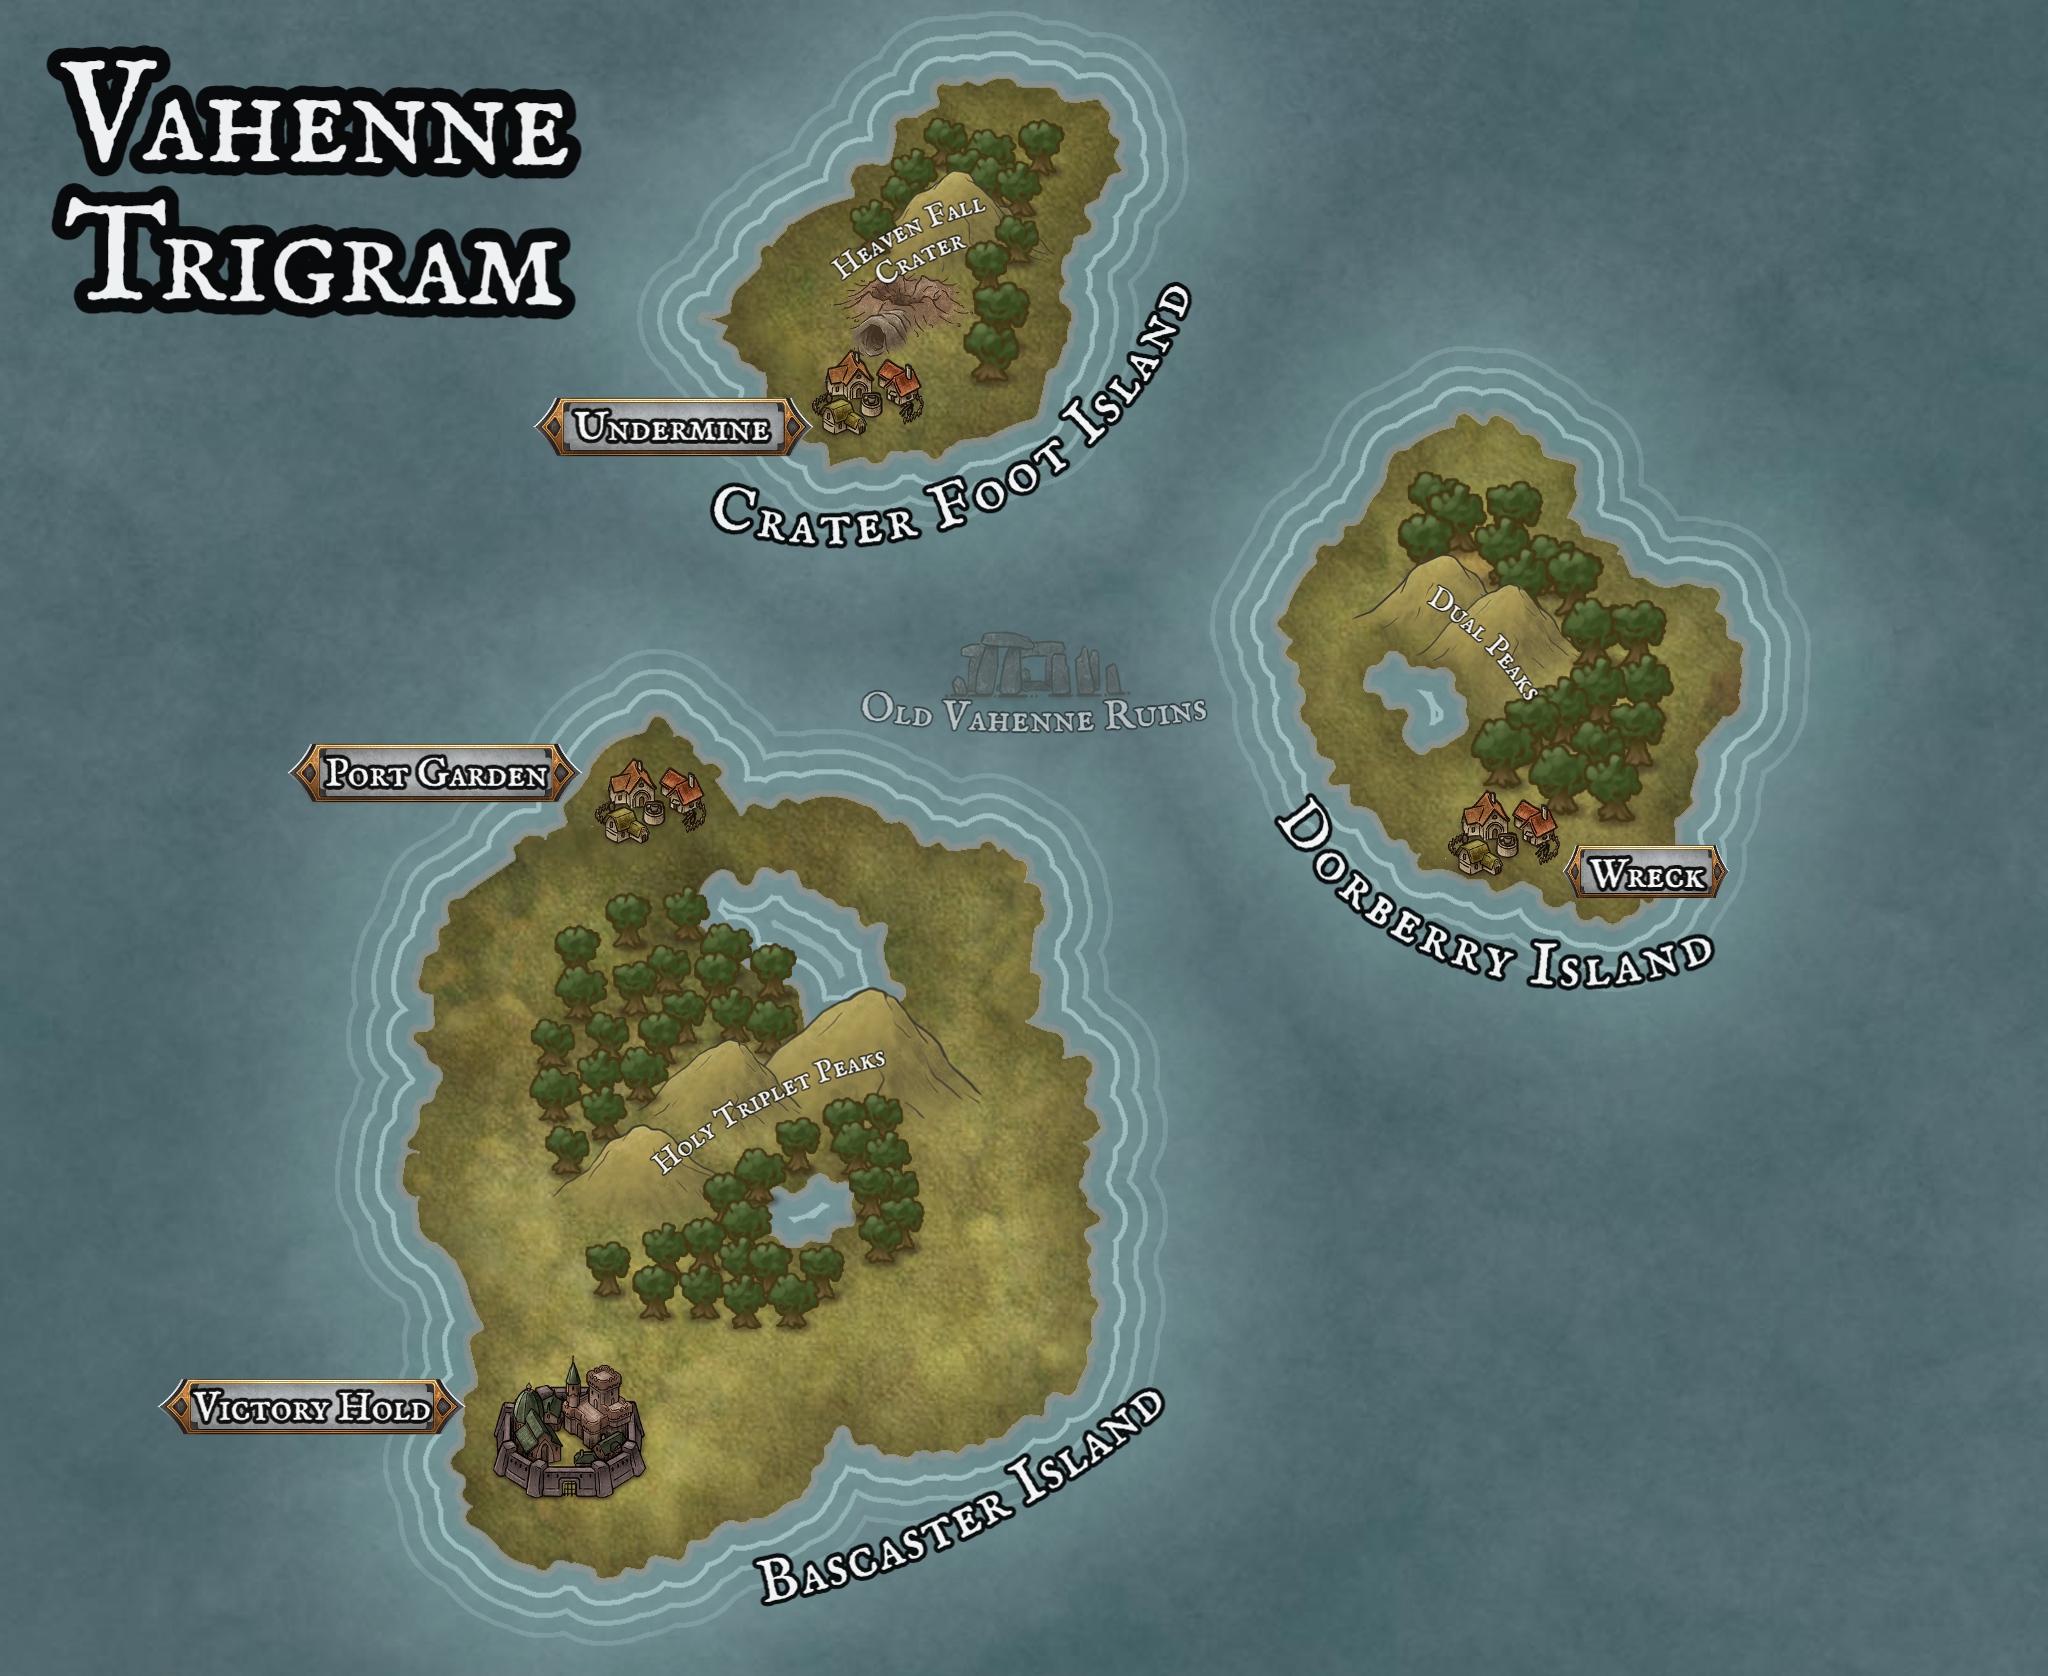 Vahenne
Trigram
Heaven Fall
Crater
Undermine
Crater Foot Island
Dual Peaks
Old Vahenne Ruins
Port Garden
Wreck
Dorberry Island
Holy Triplet Peaks
Victory Hold
Bascaster Island